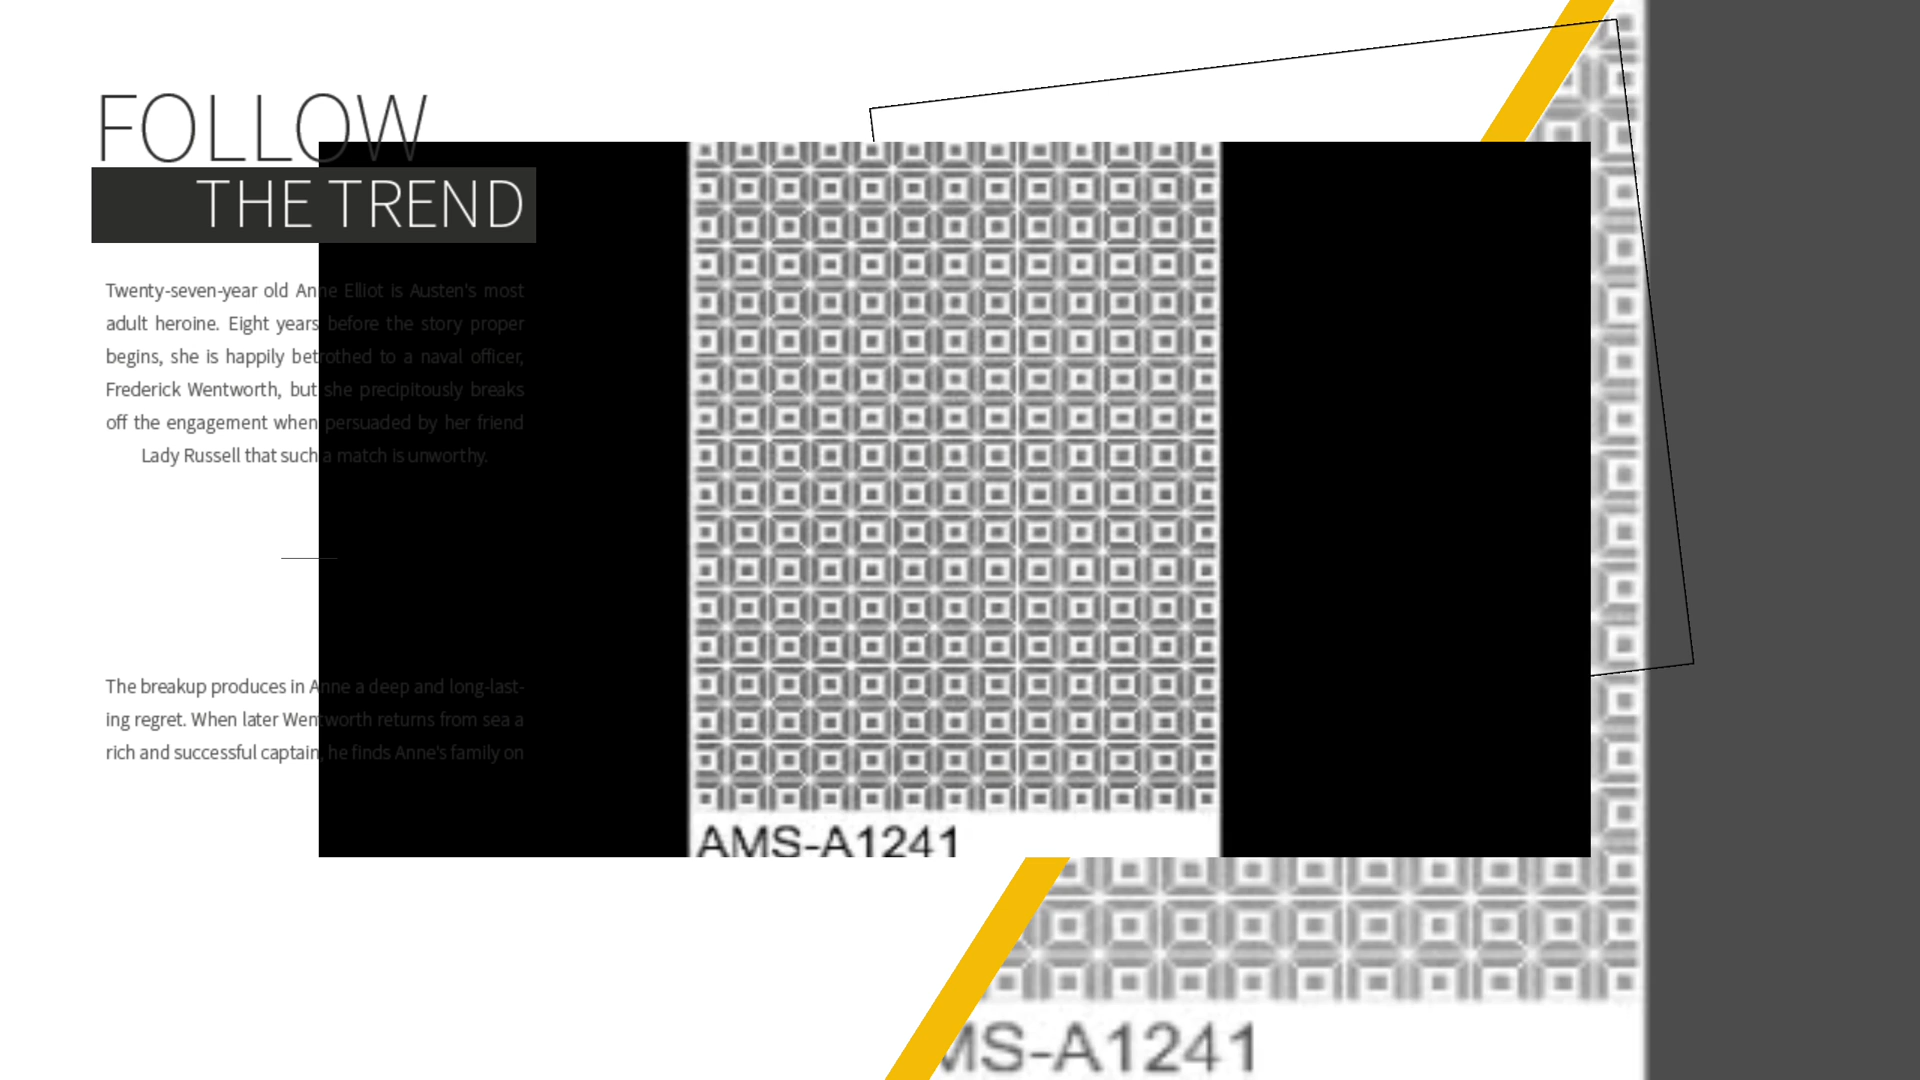 FOLLOW
THE TREND
Twenty-seven-year old Anne Elliot is Austen's most
adult heroine. Eight years before the story proper
begins, she is happily betrothed to a naval officer,
Frederick Wentworth, but she precipitously breaks
off the engagement when persuaded by her friend
Lady Russell that such a match is unworthy.
The breakup produces in Anne a deep and long-last-
ing regret. When later Wentworth returns from sea a
rich and successful captain, he finds Anne's family on
AMS-A1241
MS-A1241